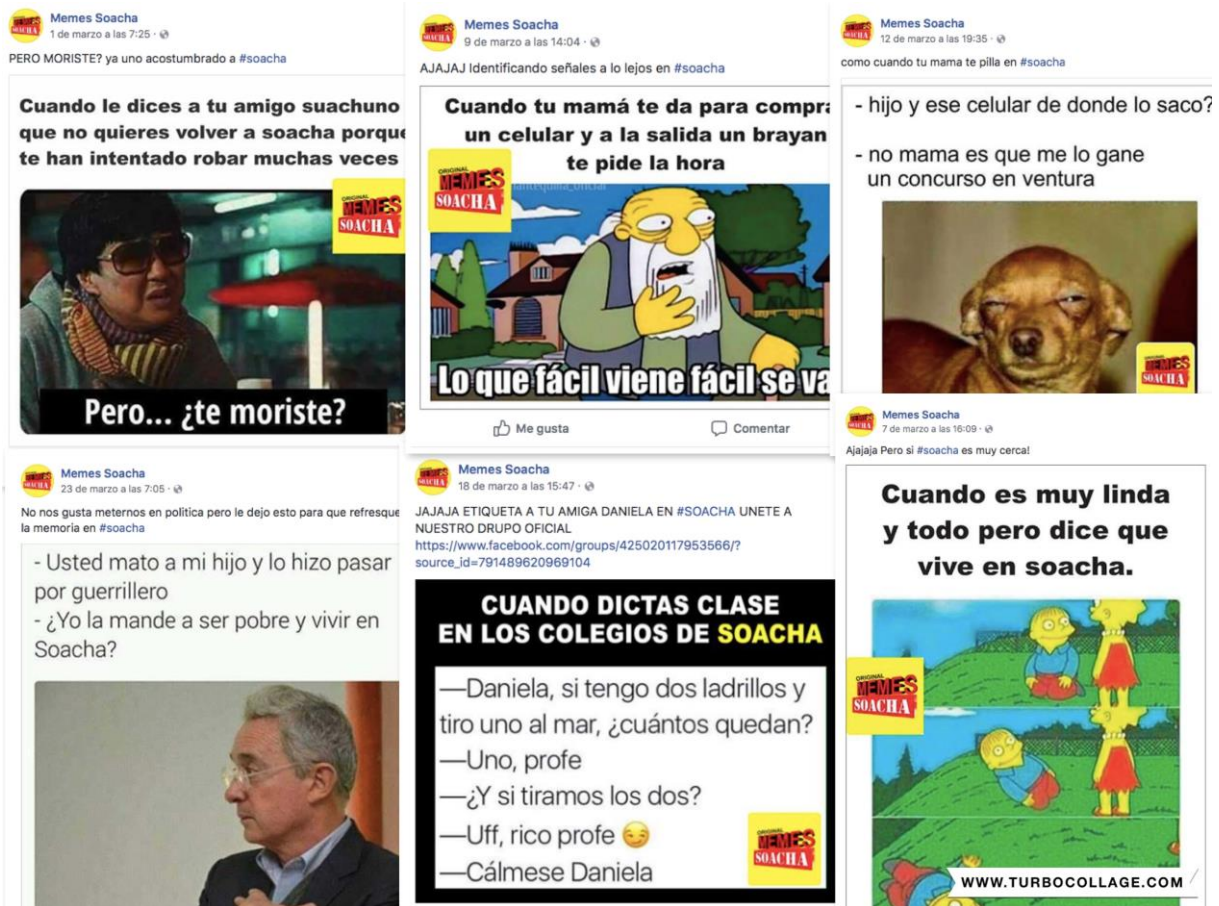 Memes Soacha
1 de marzo a las 7:25 ·
PERO MORISTE? ya uno acostumbrado a #soacha
Cuando le dices a tu amigo suachuno
que no quieres volver a soacha porque
te han intentado robar muchas veces
ORIGINAL
MEMES
SOACHA
Pero... ¿te moriste?
Memes Soacha
9 de marzo a las 14:04 ·
AJAJAJ Identificando señales a lo lejos en #soacha
Cuando tu mamá te da para compra
un celular y a la salida un brayan
te pide la hora
ORIGINAL
MEMES
SOACHA
Lo que fácil viene fácil se va
Me gusta
Comentar
Memes Soacha
12 de marzo a las 19:35 ·
como cuando tu mama te pilla en #soacha
- hijo y ese celular de donde lo saco?
- no mama es que me lo gane
un concurso en ventura
ORIGINAL
MEMES
SOACHA
Memes Soacha
23 de marzo a las 7:05 ·
No nos gusta meternos en politica pero le dejo esto para que refresque
la memoria en #soacha
- Usted mato a mi hijo y lo hizo pasar
por guerrillero
- ¿Yo la mande a ser pobre y vivir en
Soacha?
Memes Soacha
18 de marzo a las 15:47 ·
JAJAJA ETIQUETA A TU AMIGA DANIELA EN #SOACHA UNETE A
NUESTRO DRUPO OFICIAL
https://www.facebook.com/groups/425020117953566/?
source_id=791489620969104
CUANDO DICTAS CLASE
EN LOS COLEGIOS DE SOACHA
—Daniela, si tengo dos ladrillos y
tiro uno al mar, ¿cuántos quedan?
—Uno, profe
—¿Y si tiramos los dos?
—Uff, rico profe 😏
—Cálmese Daniela
ORIGINAL
MEMES
SOACHA
Memes Soacha
7 de marzo a las 16:09 ·
Ajajaja Pero si #soacha es muy cerca!
Cuando es muy linda
y todo pero dice que
vive en soacha.
ORIGINAL
MEMES
SOACHA
WWW.TURBOCOLLAGE.COM